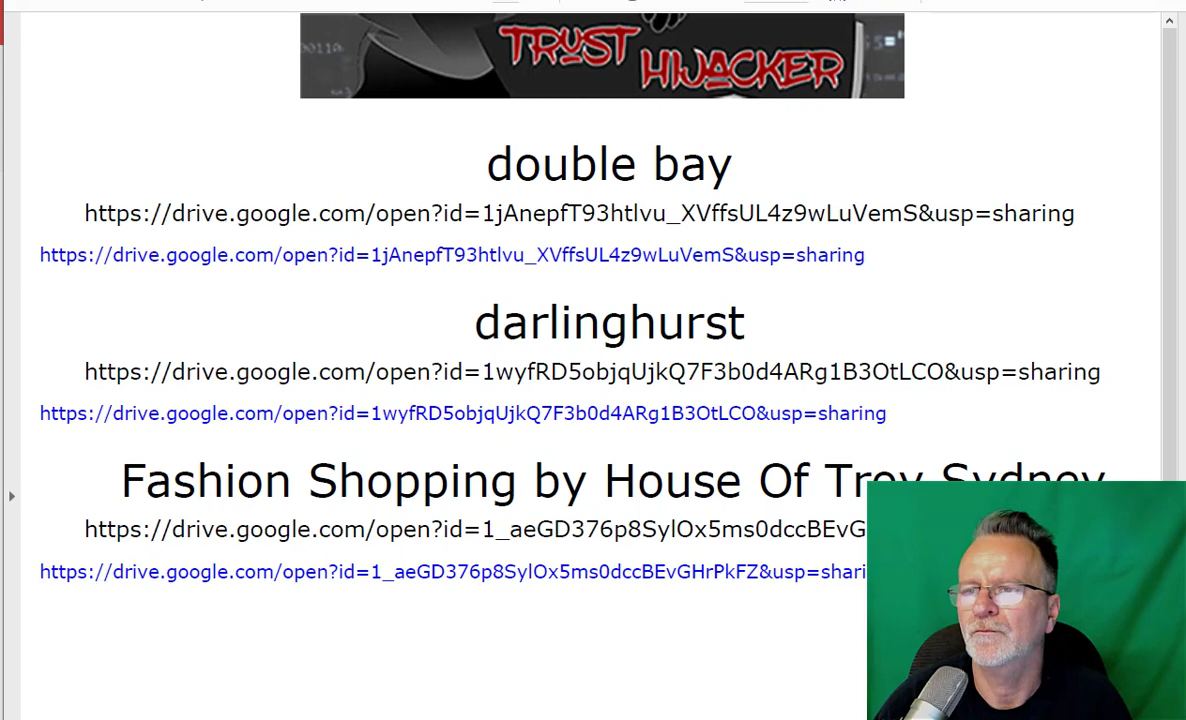 TRUST
HIJACKER
double bay
https://drive.google.com/open?id=1jAnepfT93htlvu_XVffsUL4z9wLuVemS&usp=sharing
https://drive.google.com/open?id=1jAnepfT93htlvu_XVffsUL4z9wLuVemS&usp=sharing
darlinghurst
https://drive.google.com/open?id=1wyfRD5objqUjkQ7F3b0d4ARg1B3OtLCO&usp=sharing
https://drive.google.com/open?id=1wyfRD5objqUjkQ7F3b0d4ARg1B3OtLCO&usp=sharing
Fashion Shopping by House Of Troy Sydney
https://drive.google.com/open?id=1_aeGD376p8SylOx5ms0dccBEvG
https://drive.google.com/open?id=1_aeGD376p8SylOx5ms0dccBEvGHrPkFZ&usp=shari